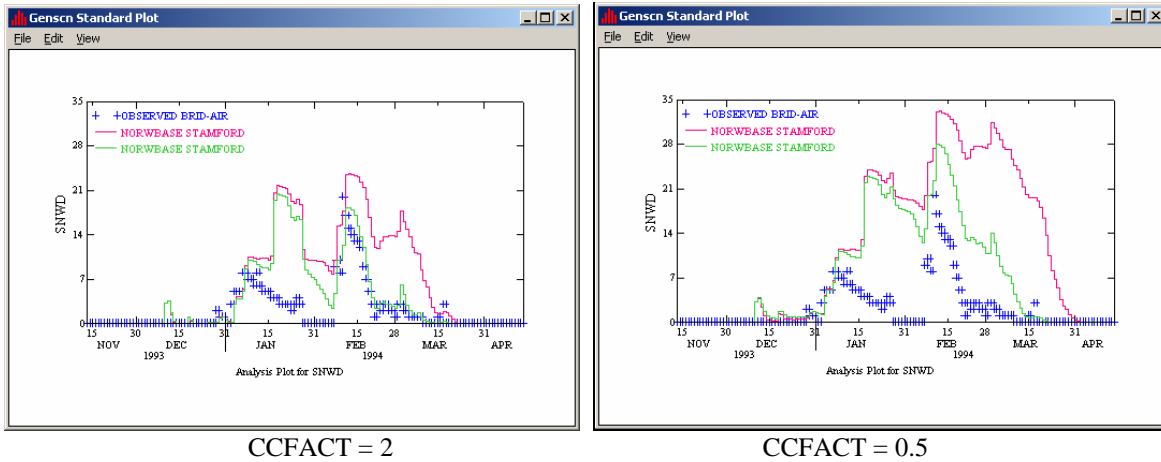 Genscn Standard Plot
File Edit View
35
28
21
14
7
0
SNWD
+ +OBSERVED BRID-AIR
NORWBASE STAMFORD
NORWBASE STAMFORD
15 30 15 31 15 31 15 28 15 31 15
NOV DEC JAN FEB MAR APR
1993 1994
Analysis Plot for SNWD
CCFACT = 2
Genscn Standard Plot
File Edit View
35
28
21
14
7
0
SNWD
+ +OBSERVED BRID-AIR
NORWBASE STAMFORD
NORWBASE STAMFORD
15 30 15 31 15 31 15 28 15 31 15
NOV DEC JAN FEB MAR APR
1993 1994
Analysis Plot for SNWD
CCFACT = 0.5